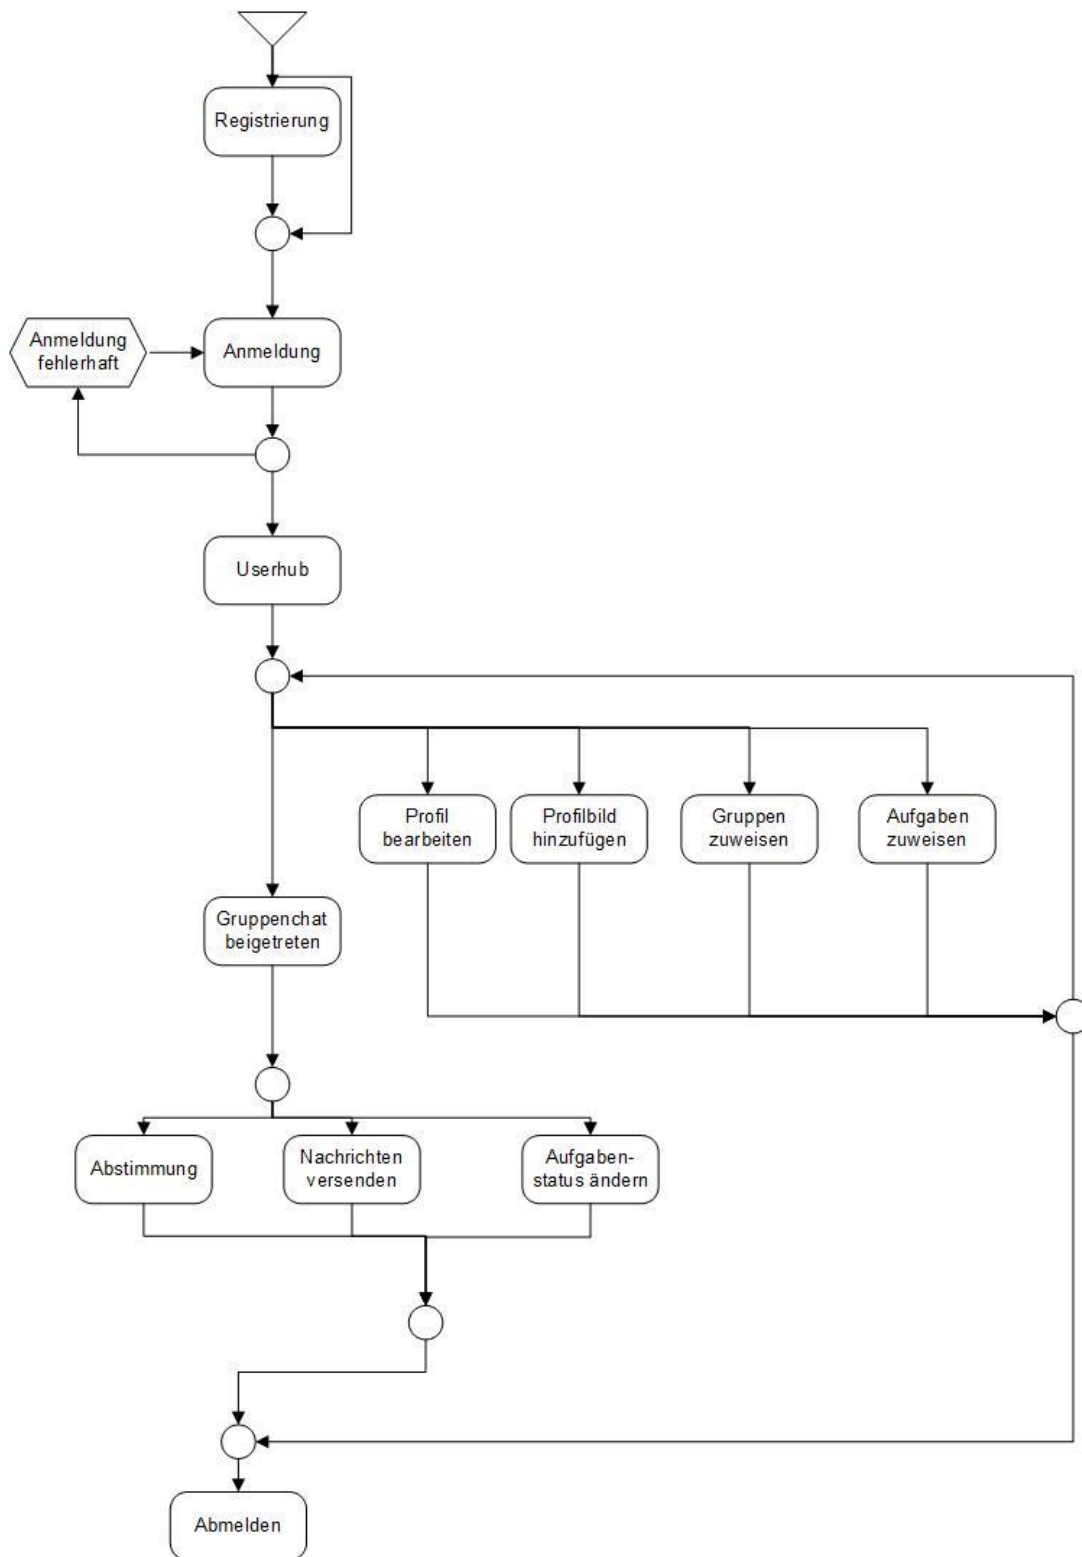 Registrierung
Anmeldung
fehlerhaft
Anmeldung
Userhub
Profil
bearbeiten
Profilbild
hinzufügen
Gruppen
zuweisen
Aufgaben
zuweisen
Gruppenchat
beigetreten
Abstimmung
Nachrichten
versenden
Aufgaben-
status ändern
Abmelden